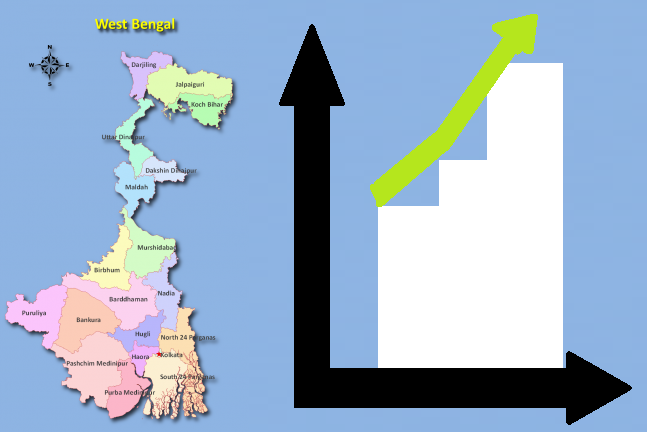 West Bengal
N
W E
S
Darjiling
Jalpaiguri
Koch Bihar
Uttar Dinajpur
Dakshin Dinajpur
Maldah
Murshidabad
Birbhum
Nadia
Barddhaman
Puruliya
Bankura
Hugli
North 24 Parganas
Haora
Kolkata
Pashchim Medinipur
South 24 Parganas
Purba Medinipur